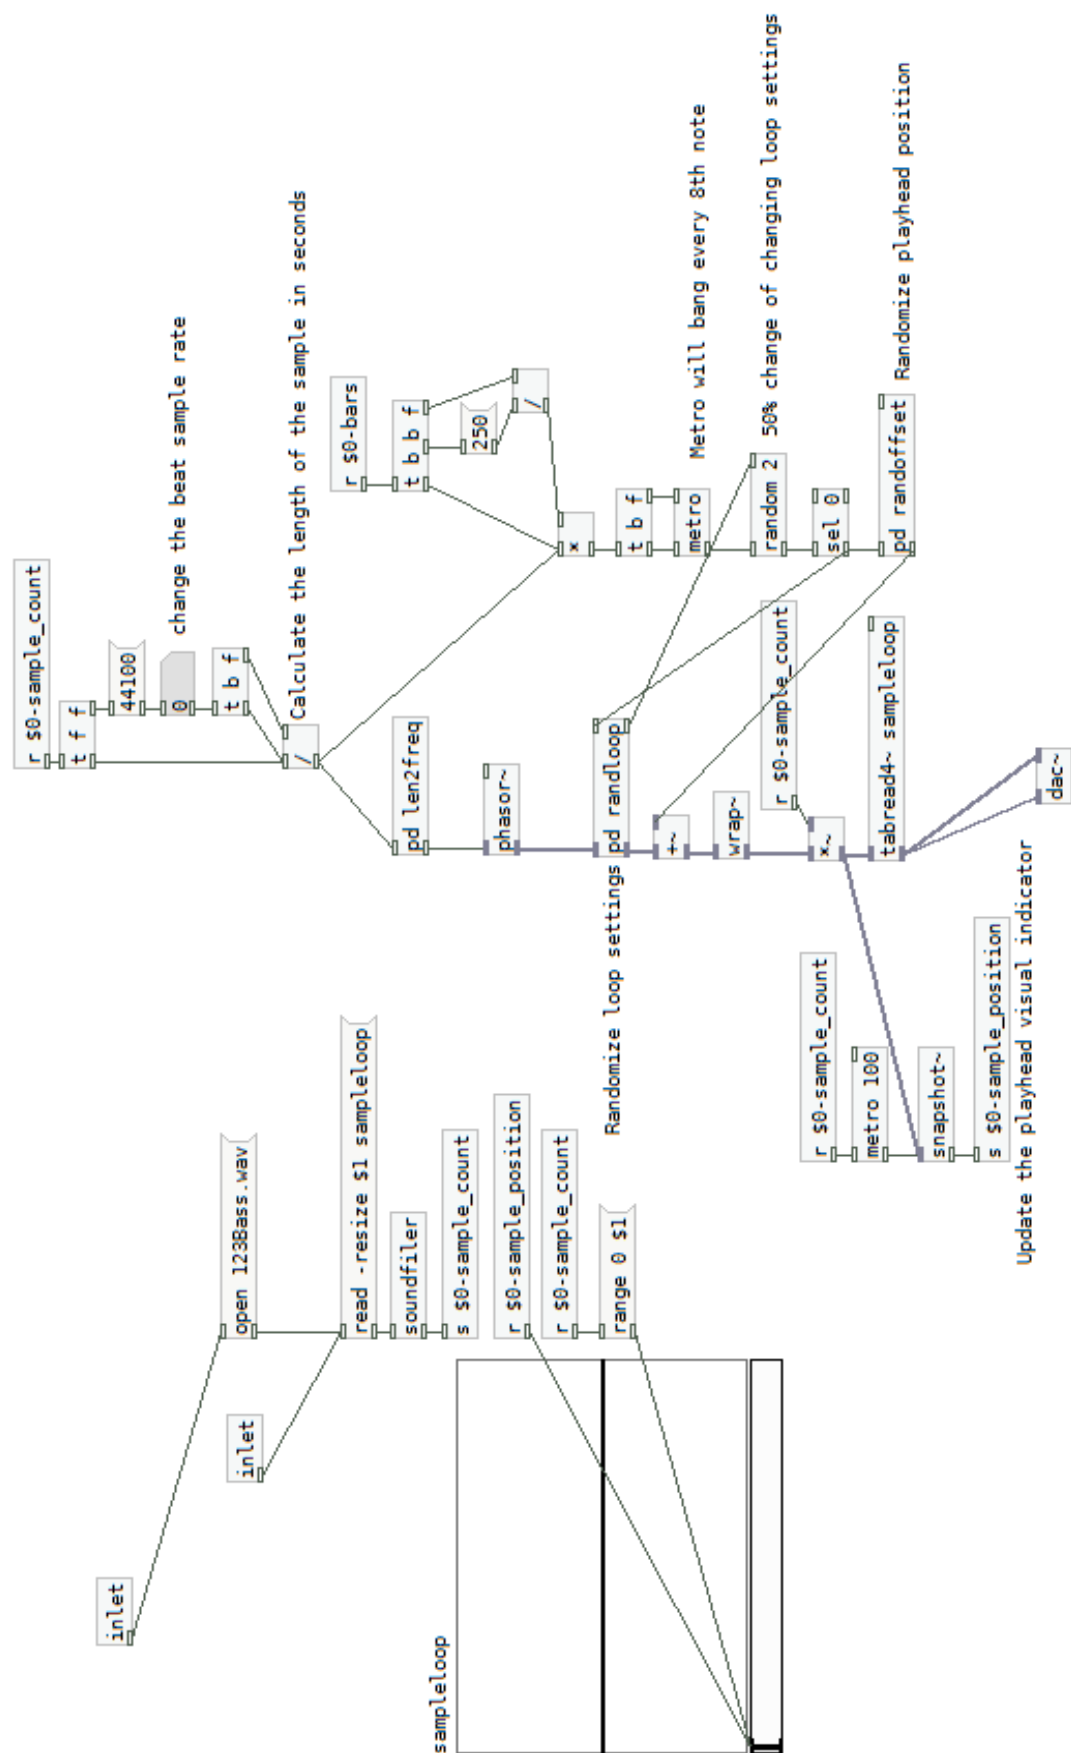 inlet
inlet
open 123Bass.wav
read -resize $1 sampleloop
soundfiler
s $0-sample_count
r $0-sample_position
r $0-sample_count
range 0 $1
sampleloop
r $0-sample_count
t f f
44100
change the beat sample rate
0
t b f
/
Calculate the length of the sample in seconds
r $0-bars
t b b f
250
/
pd len2freq
phasor~
*
t b f
metro
Metro will bang every 8th note
random 2
50% change of changing loop settings
sel 0
pd randoffset
Randomize playhead position
Randomize loop settings
pd randloop
+~
wrap~
r $0-sample_count
*~
tabread4~ sampleloop
dac~
r $0-sample_count
metro 100
snapshot~
s $0-sample_position
Update the playhead visual indicator